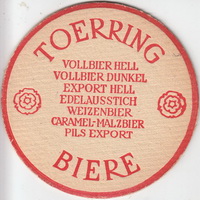 TOERRING
VOLLBIER HELL
VOLLBIER DUNKEL
EXPORT HELL
EDELAUSSTICH
WEIZENBIER
CARAMEL-MALZBIER
PILS EXPORT
BIERE